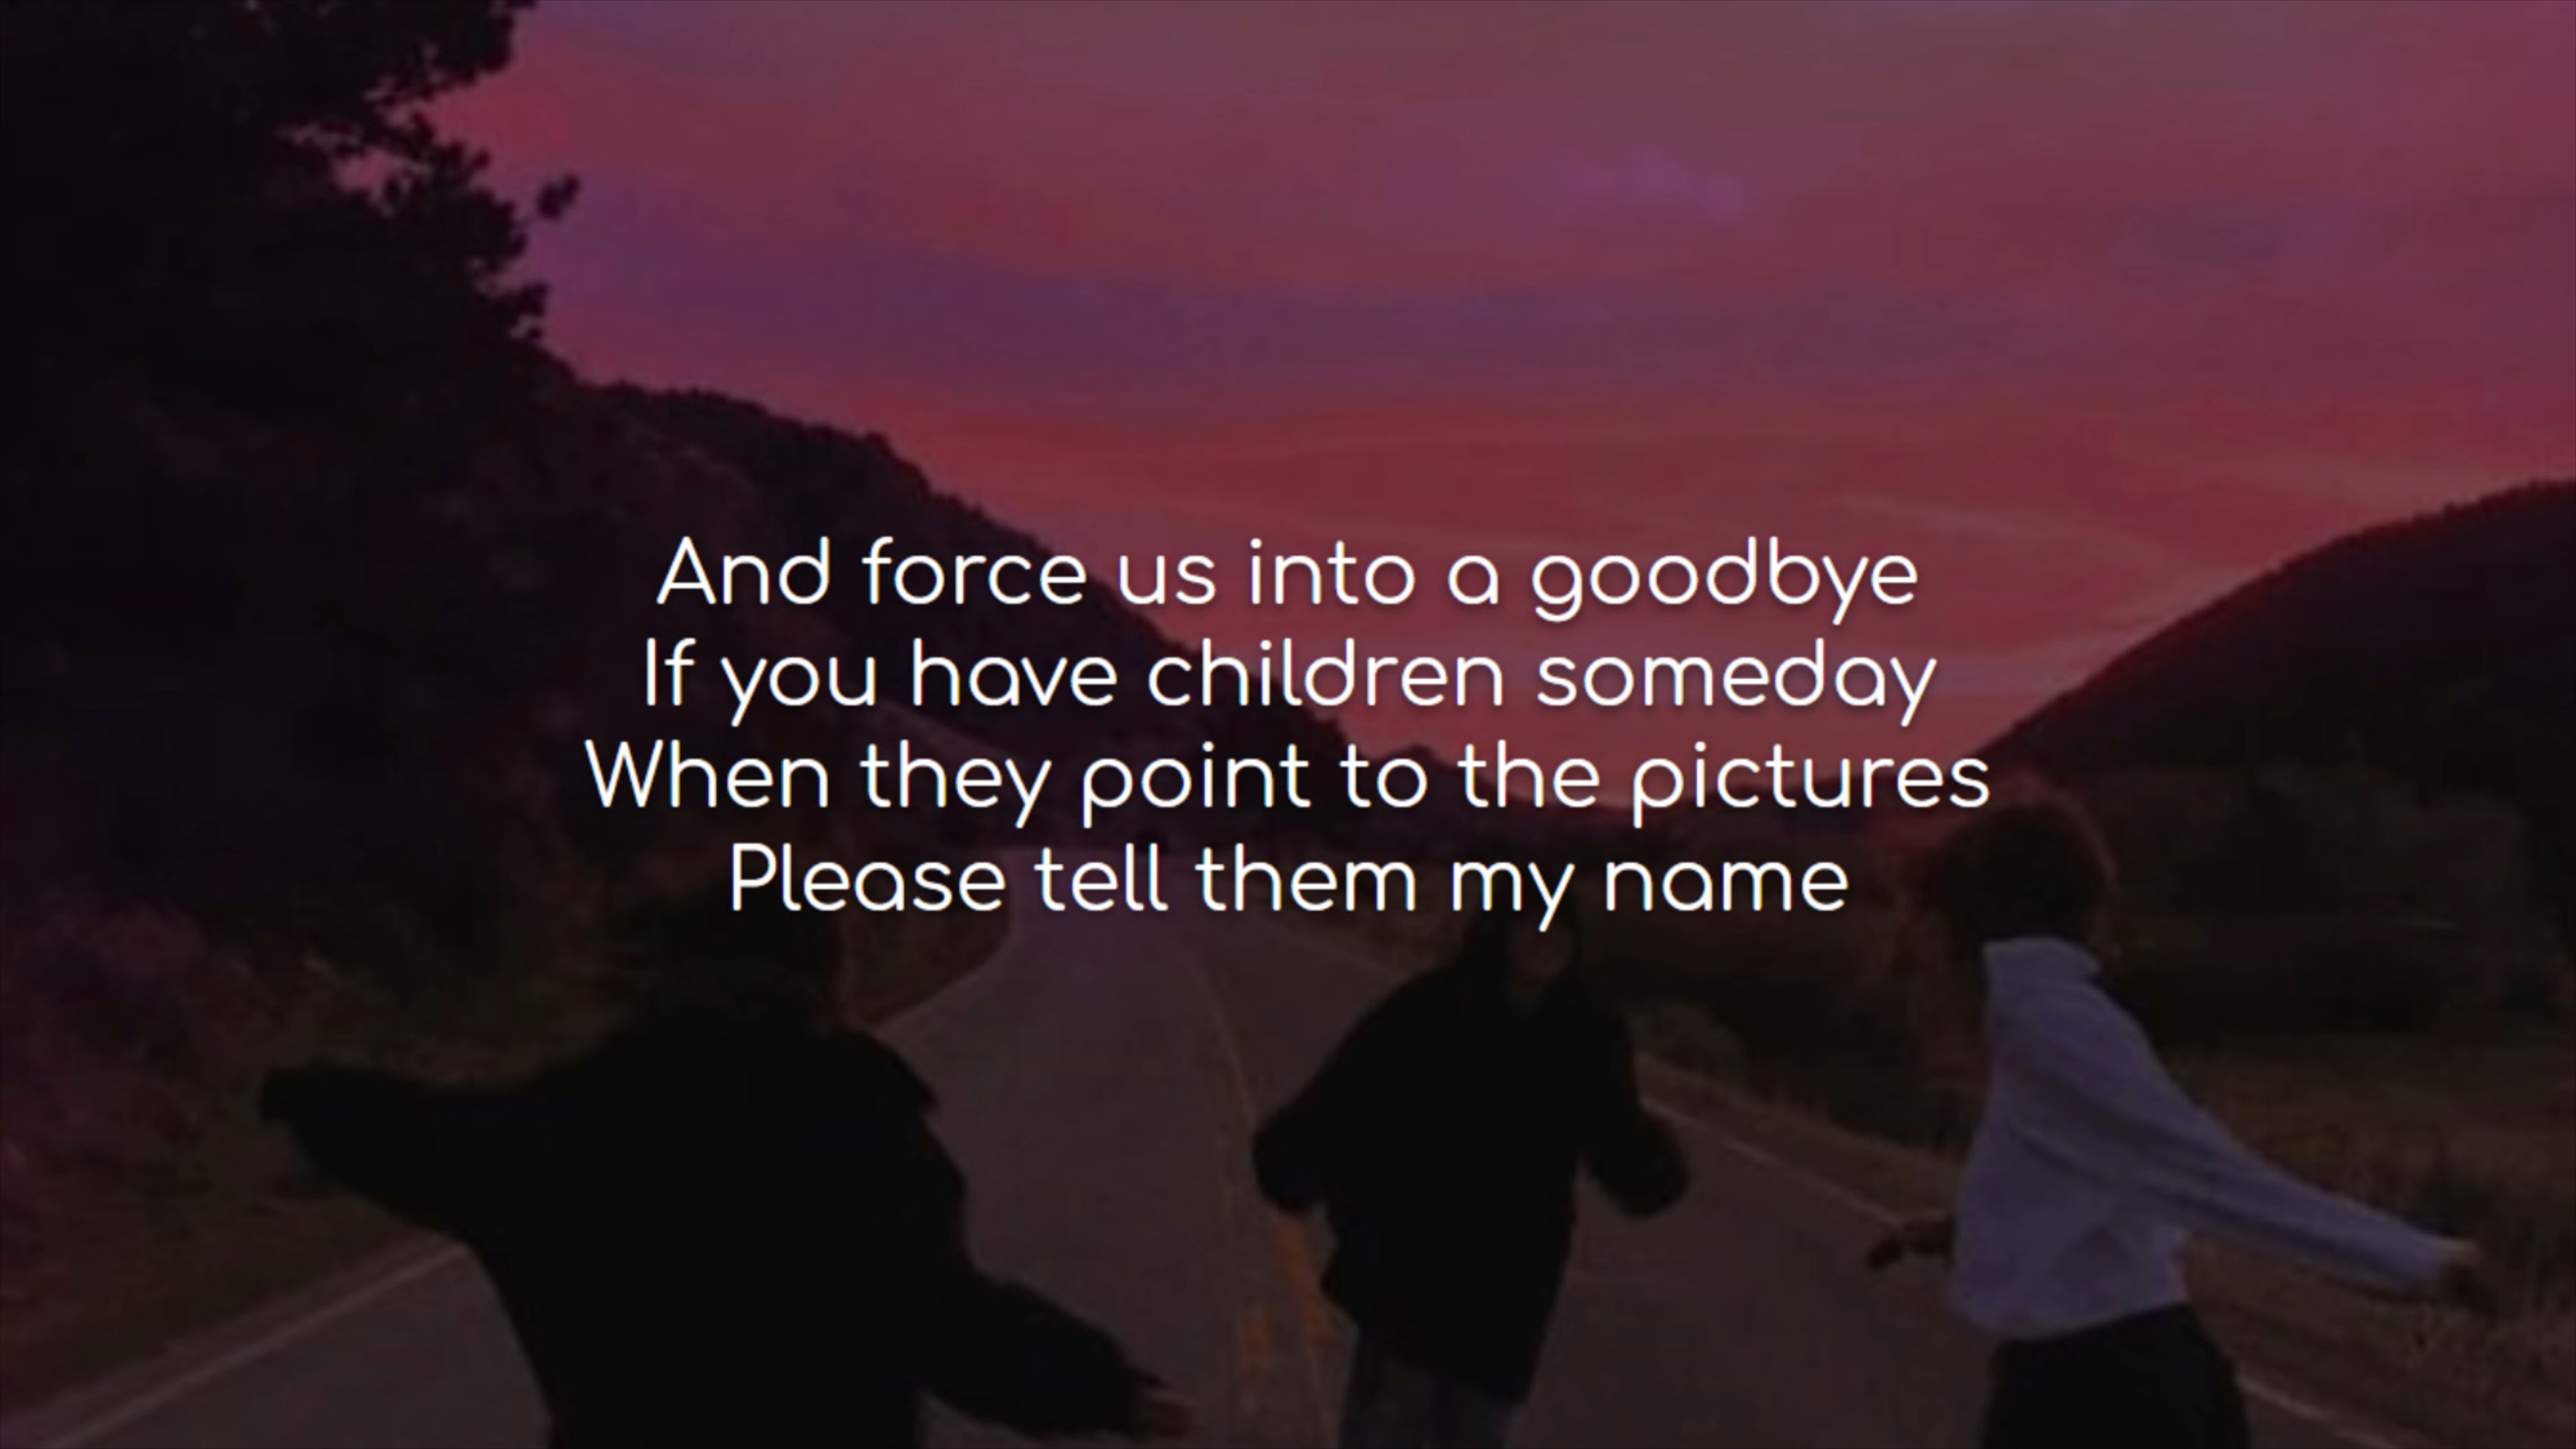 And force us into a goodbye
If you have children someday
When they point to the pictures
Please tell them my name